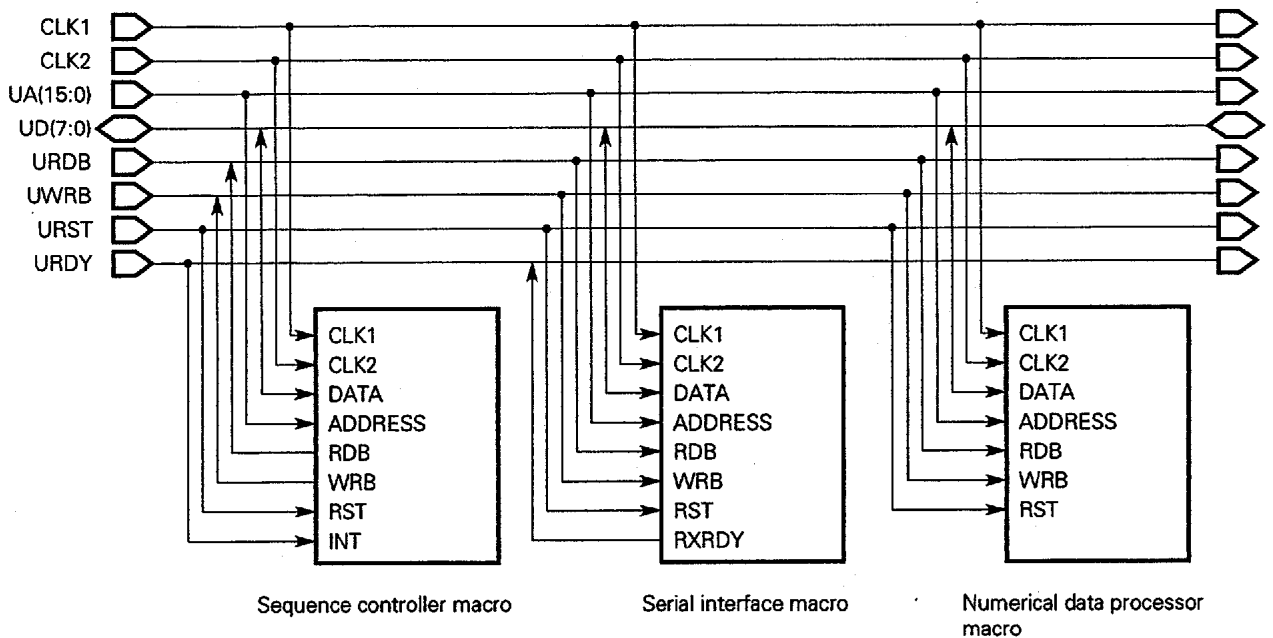 CLK1
CLK2
UA(15:0)
UD(7:0)
URDB
UWRB
URST
URDY
CLK1
CLK2
DATA
ADDRESS
RDB
WRB
RST
INT
Sequence controller macro
CLK1
CLK2
DATA
ADDRESS
RDB
WRB
RST
RXRDY
Serial interface macro
CLK1
CLK2
DATA
ADDRESS
RDB
WRB
RST
Numerical data processor
macro